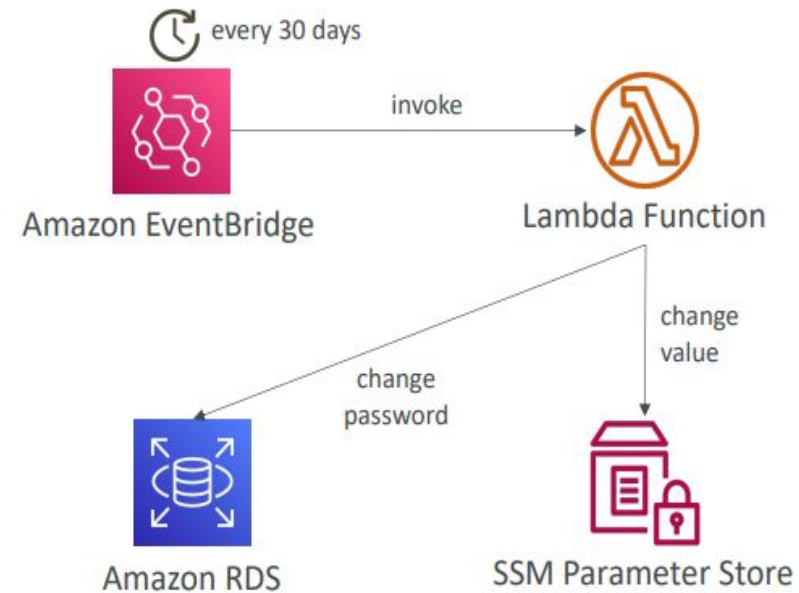 every 30 days
invoke
Amazon EventBridge
Lambda Function
change
value
change
password
Amazon RDS
SSM Parameter Store